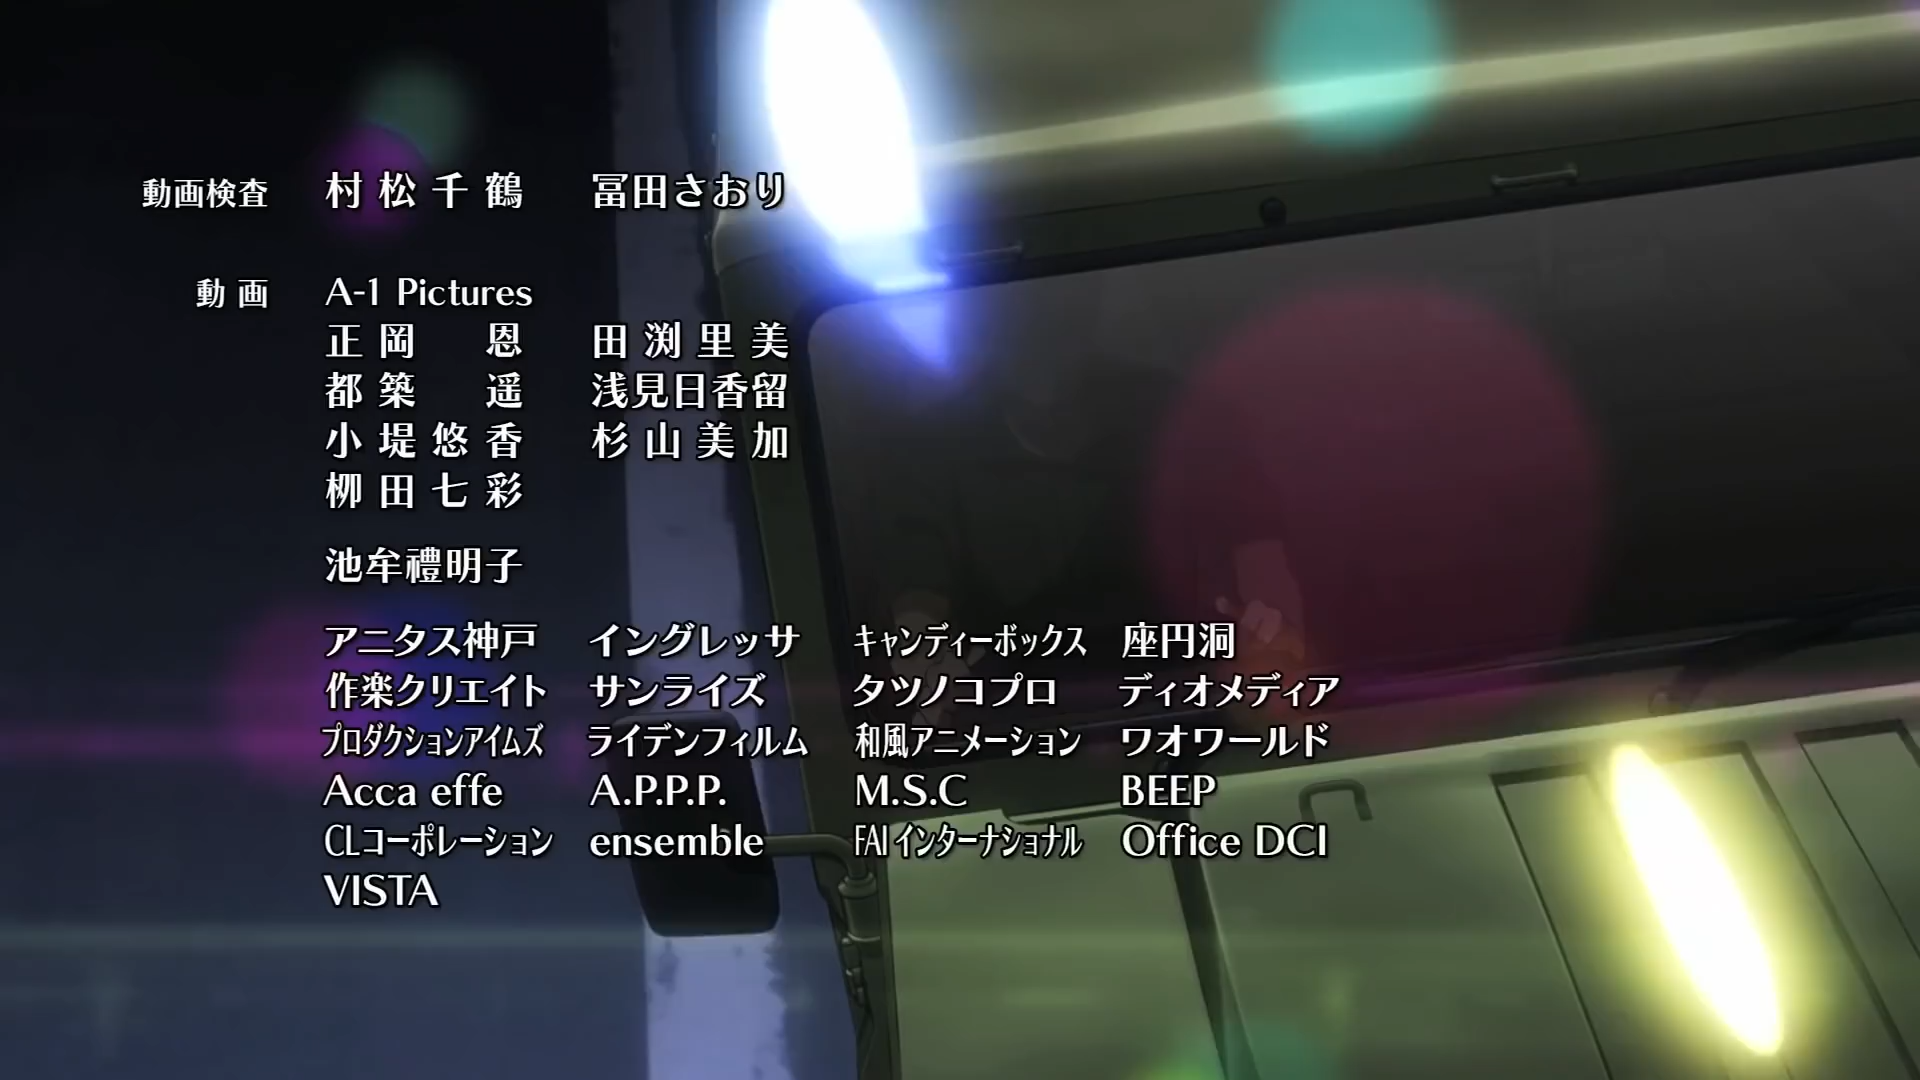 動画検査 村松千鶴 冨田さおり
動画 A-1 Pictures
正岡 恩 田渕里美
都築 遥 浅見日香留
小堤悠香 杉山美加
柳田七彩
池牟禮明子
アニタス神戸 イングレッサ キャンディーボックス 座円洞
作楽クリエイト サンライズ タツノコプロ ディオメディア
プロダクションアイムズ ライデンフィルム 和風アニメーション ワオワールド
Acca effe A.P.P.P. M.S.C BEEP
CLコーポレーション ensemble FAIインターナショナル Office DCI
VISTA